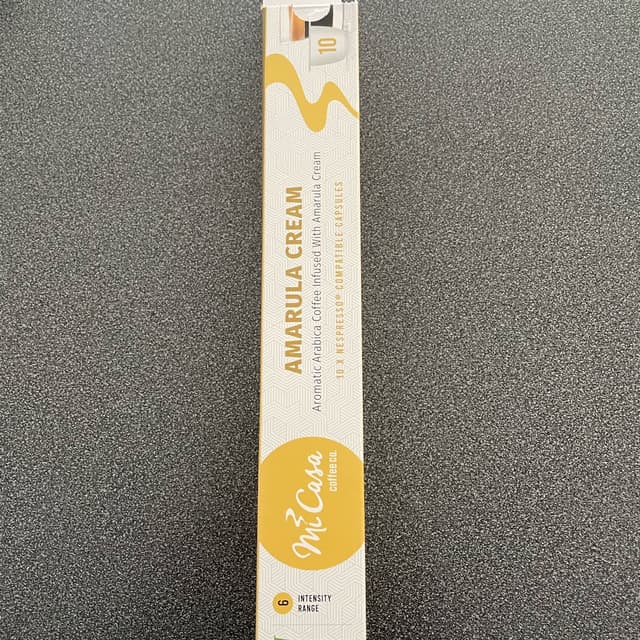 10
AMARULA CREAM
Aromatic Arabica Coffee Infused With Amarula Cream
10 X NESPRESSO® COMPATIBLE CAPSULES
mi Casa
coffee co.
6
INTENSITY
RANGE